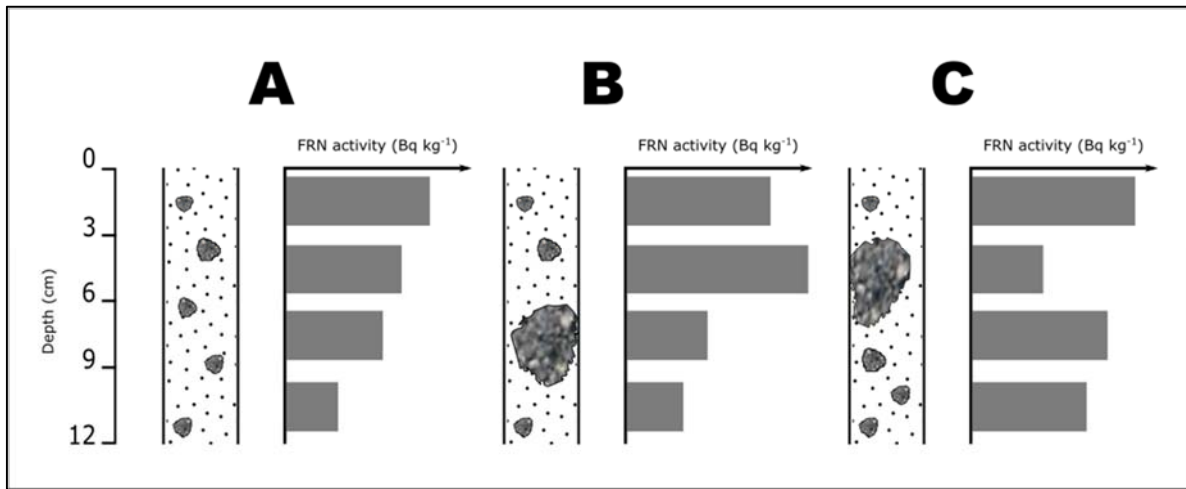 A
B
C
FRN activity (Bq kg⁻¹)
FRN activity (Bq kg⁻¹)
FRN activity (Bq kg⁻¹)
0
3
6
9
12
Depth (cm)